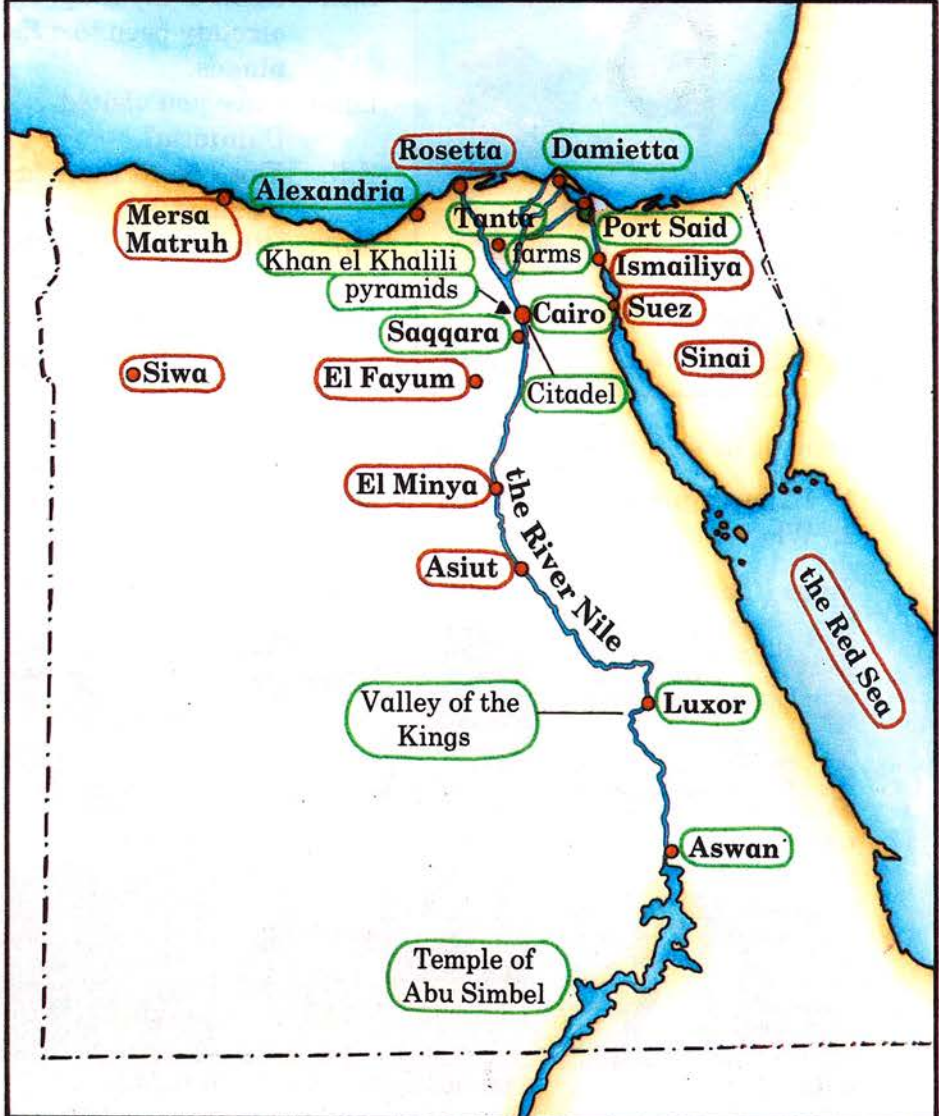 Rosetta
Damietta
Alexandria
Mersa
Matruh
Tanta
Port Said
Khan el Khalili
farms
Ismailiya
pyramids
Cairo
Suez
Saqqara
Sinai
Siwa
El Fayum
Citadel
El Minya
the River Nile
Asiut
the Red Sea
Valley of the
Kings
Luxor
Aswan
Temple of
Abu Simbel